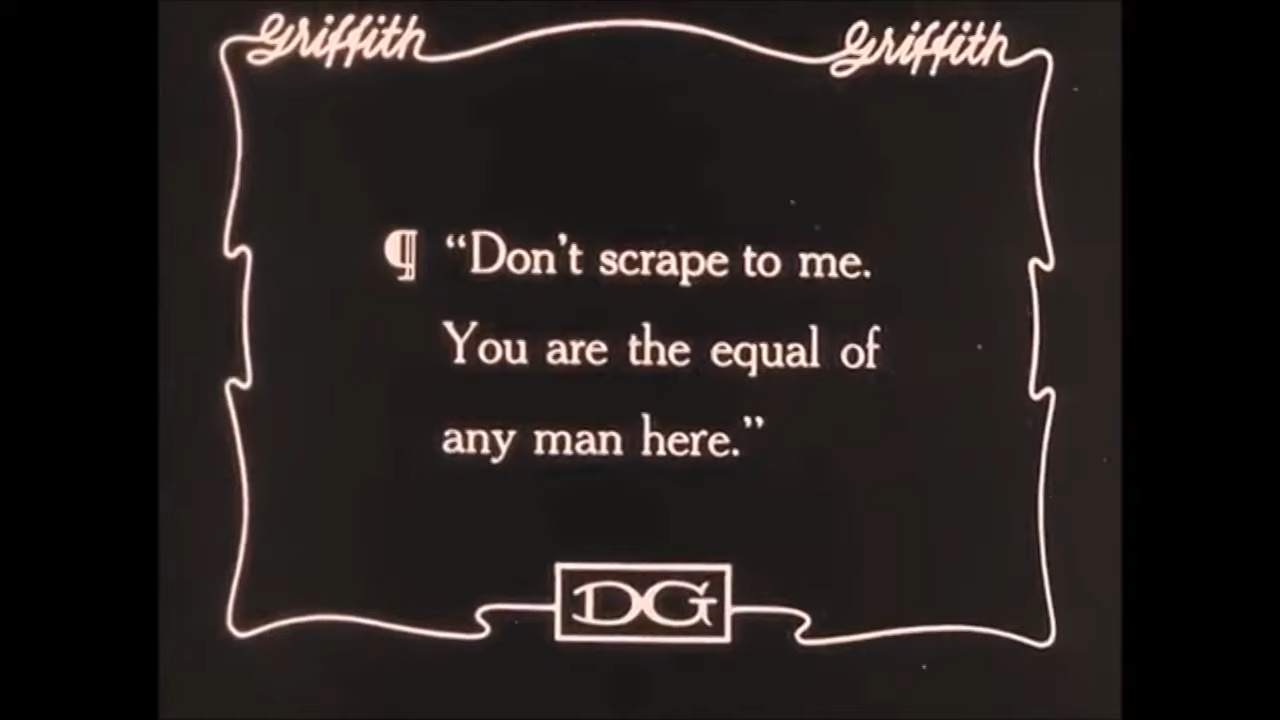 Griffith Griffith
¶ “Don't scrape to me.
You are the equal of
any man here.”
DG